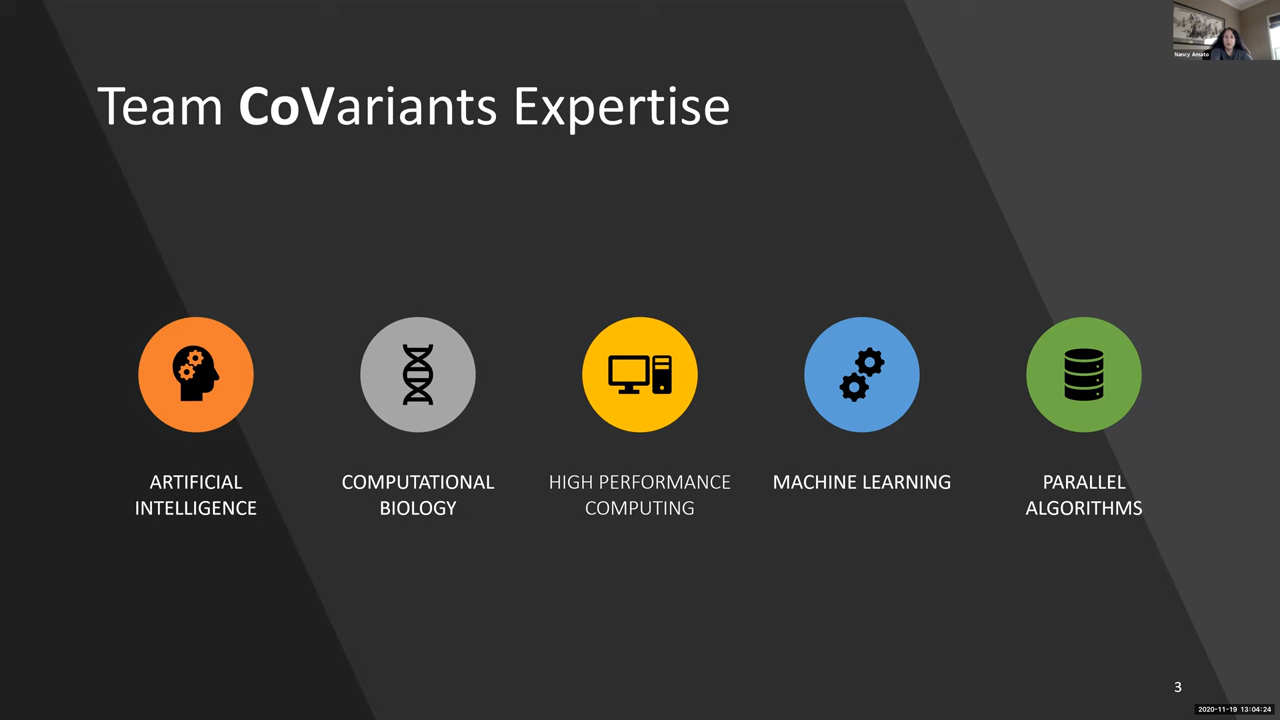 Nancy Amato
Team CoVariants Expertise
ARTIFICIAL
INTELLIGENCE
COMPUTATIONAL
BIOLOGY
HIGH PERFORMANCE
COMPUTING
MACHINE LEARNING
PARALLEL
ALGORITHMS
3
2020-11-19 13:04:24